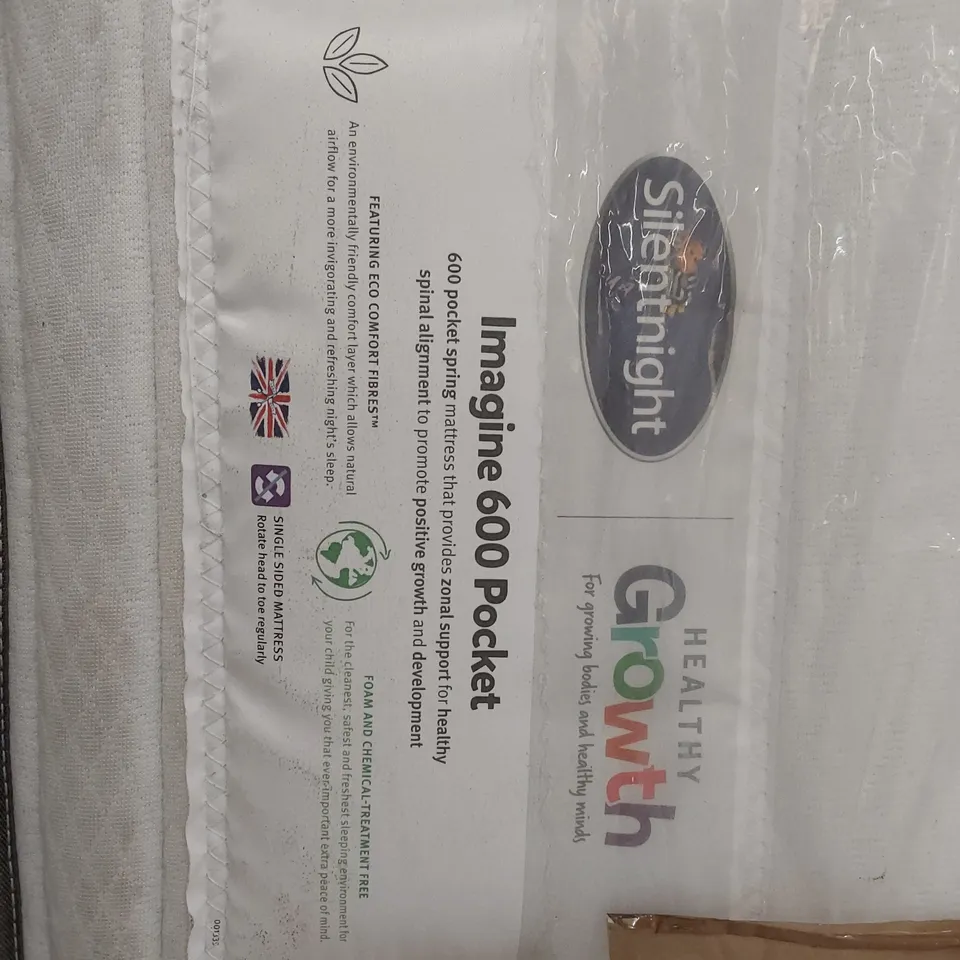 Silentnight
HEALTHY
Growth
For growing bodies and healthy minds
Imagine 600 Pocket
600 pocket spring mattress that provides zonal support for healthy
spinal alignment to promote positive growth and development
FEATURING ECO COMFORT FIBRES™
An environmentally friendly comfort layer which allows natural
airflow for a more invigorating and refreshing night's sleep.
FOAM AND CHEMICAL-TREATMENT FREE
For the cleanest, safest and freshest sleeping environment for
your child giving you that ever-important extra peace of mind.
SINGLE SIDED MATTRESS
Rotate head to toe regularly